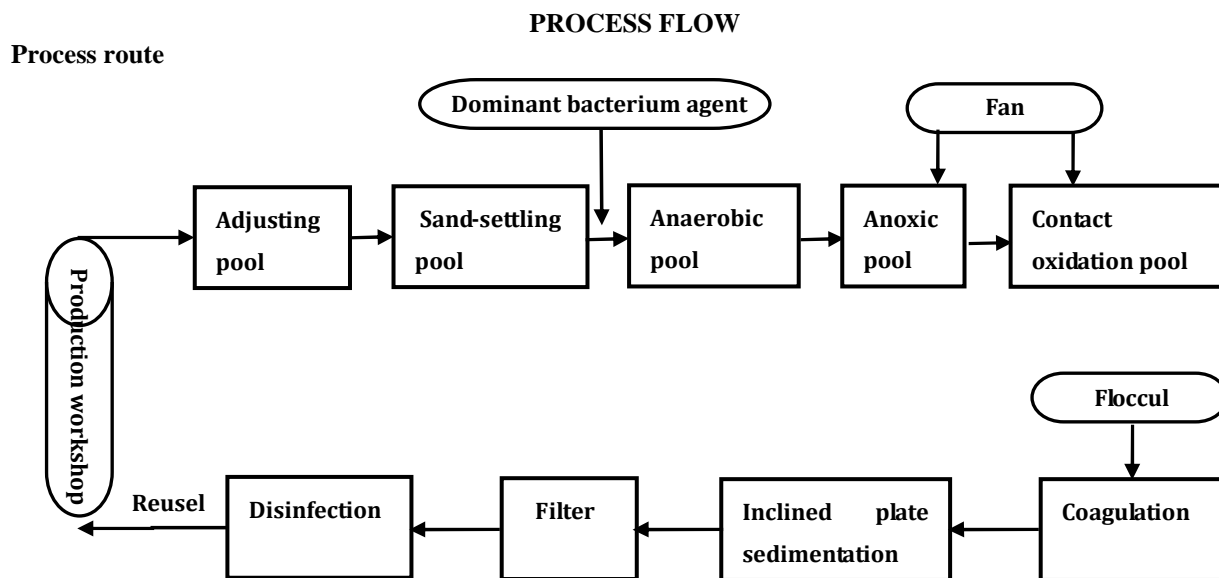 PROCESS FLOW
Process route
Dominant bacterium agent
Fan
Adjusting
pool
Sand-settling
pool
Anaerobic
pool
Anoxic
pool
Contact
oxidation pool
Production workshop
Floccul
Reusel
Disinfection
Filter
Inclined plate
sedimentation
Coagulation